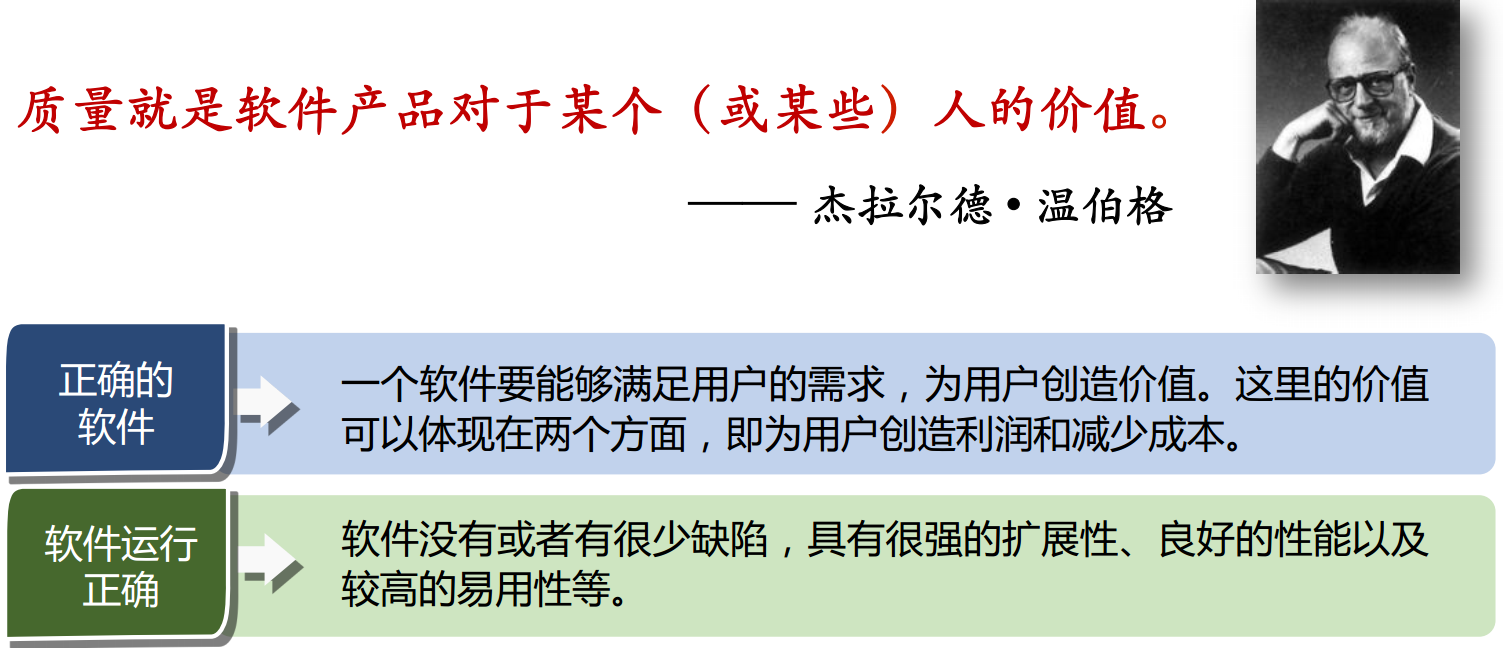 质量就是软件产品对于某个（或某些）人的价值。
—— 杰拉尔德•温伯格
正确的
软件
一个软件要能够满足用户的需求，为用户创造价值。这里的价值
可以体现在两个方面，即为用户创造利润和减少成本。
软件运行
正确
软件没有或者有很少缺陷，具有很强的扩展性、良好的性能以及
较高的易用性等。